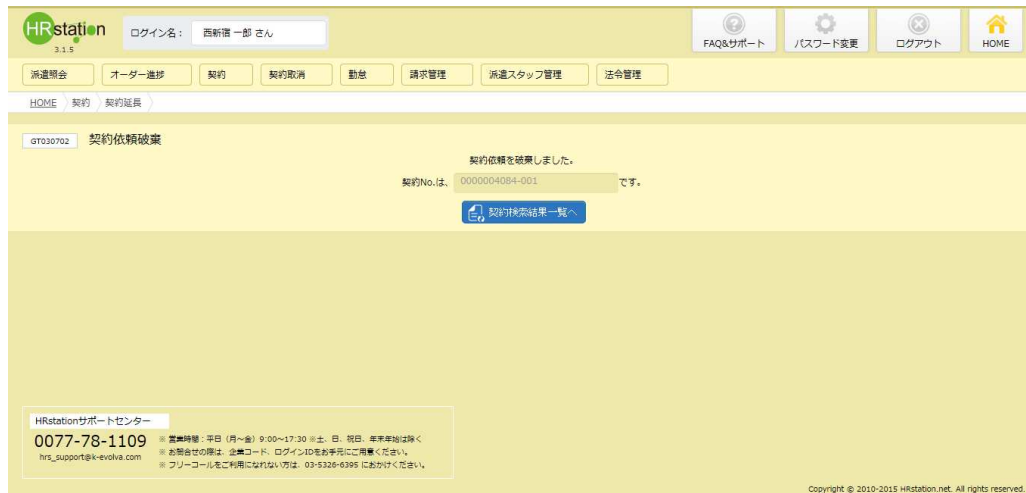 HRstation
3.1.5
ログイン名： 西新宿 一郎 さん
FAQ&サポート パスワード変更 ログアウト HOME
派遣照会 オーダー進捗 契約 契約取消 勤怠 請求管理 派遣スタッフ管理 法令管理
HOME 契約 契約延長
GT030702 契約依頼破棄
契約依頼を破棄しました。
契約No.は、 0000004084-001 です。
契約検索結果一覧へ
HRstationサポートセンター
0077-78-1109
hrs_support@k-evolva.com
※ 営業時間：平日（月～金）9:00～17:30 ※土、日、祝日、年末年始は除く
※ お問合せの際は、企業コード、ログインIDをお手元にご用意ください。
※ フリーコールをご利用になれない方は、03-5326-6395 におかけください。
Copyright © 2010-2015 HRstation.net. All rights reserved.